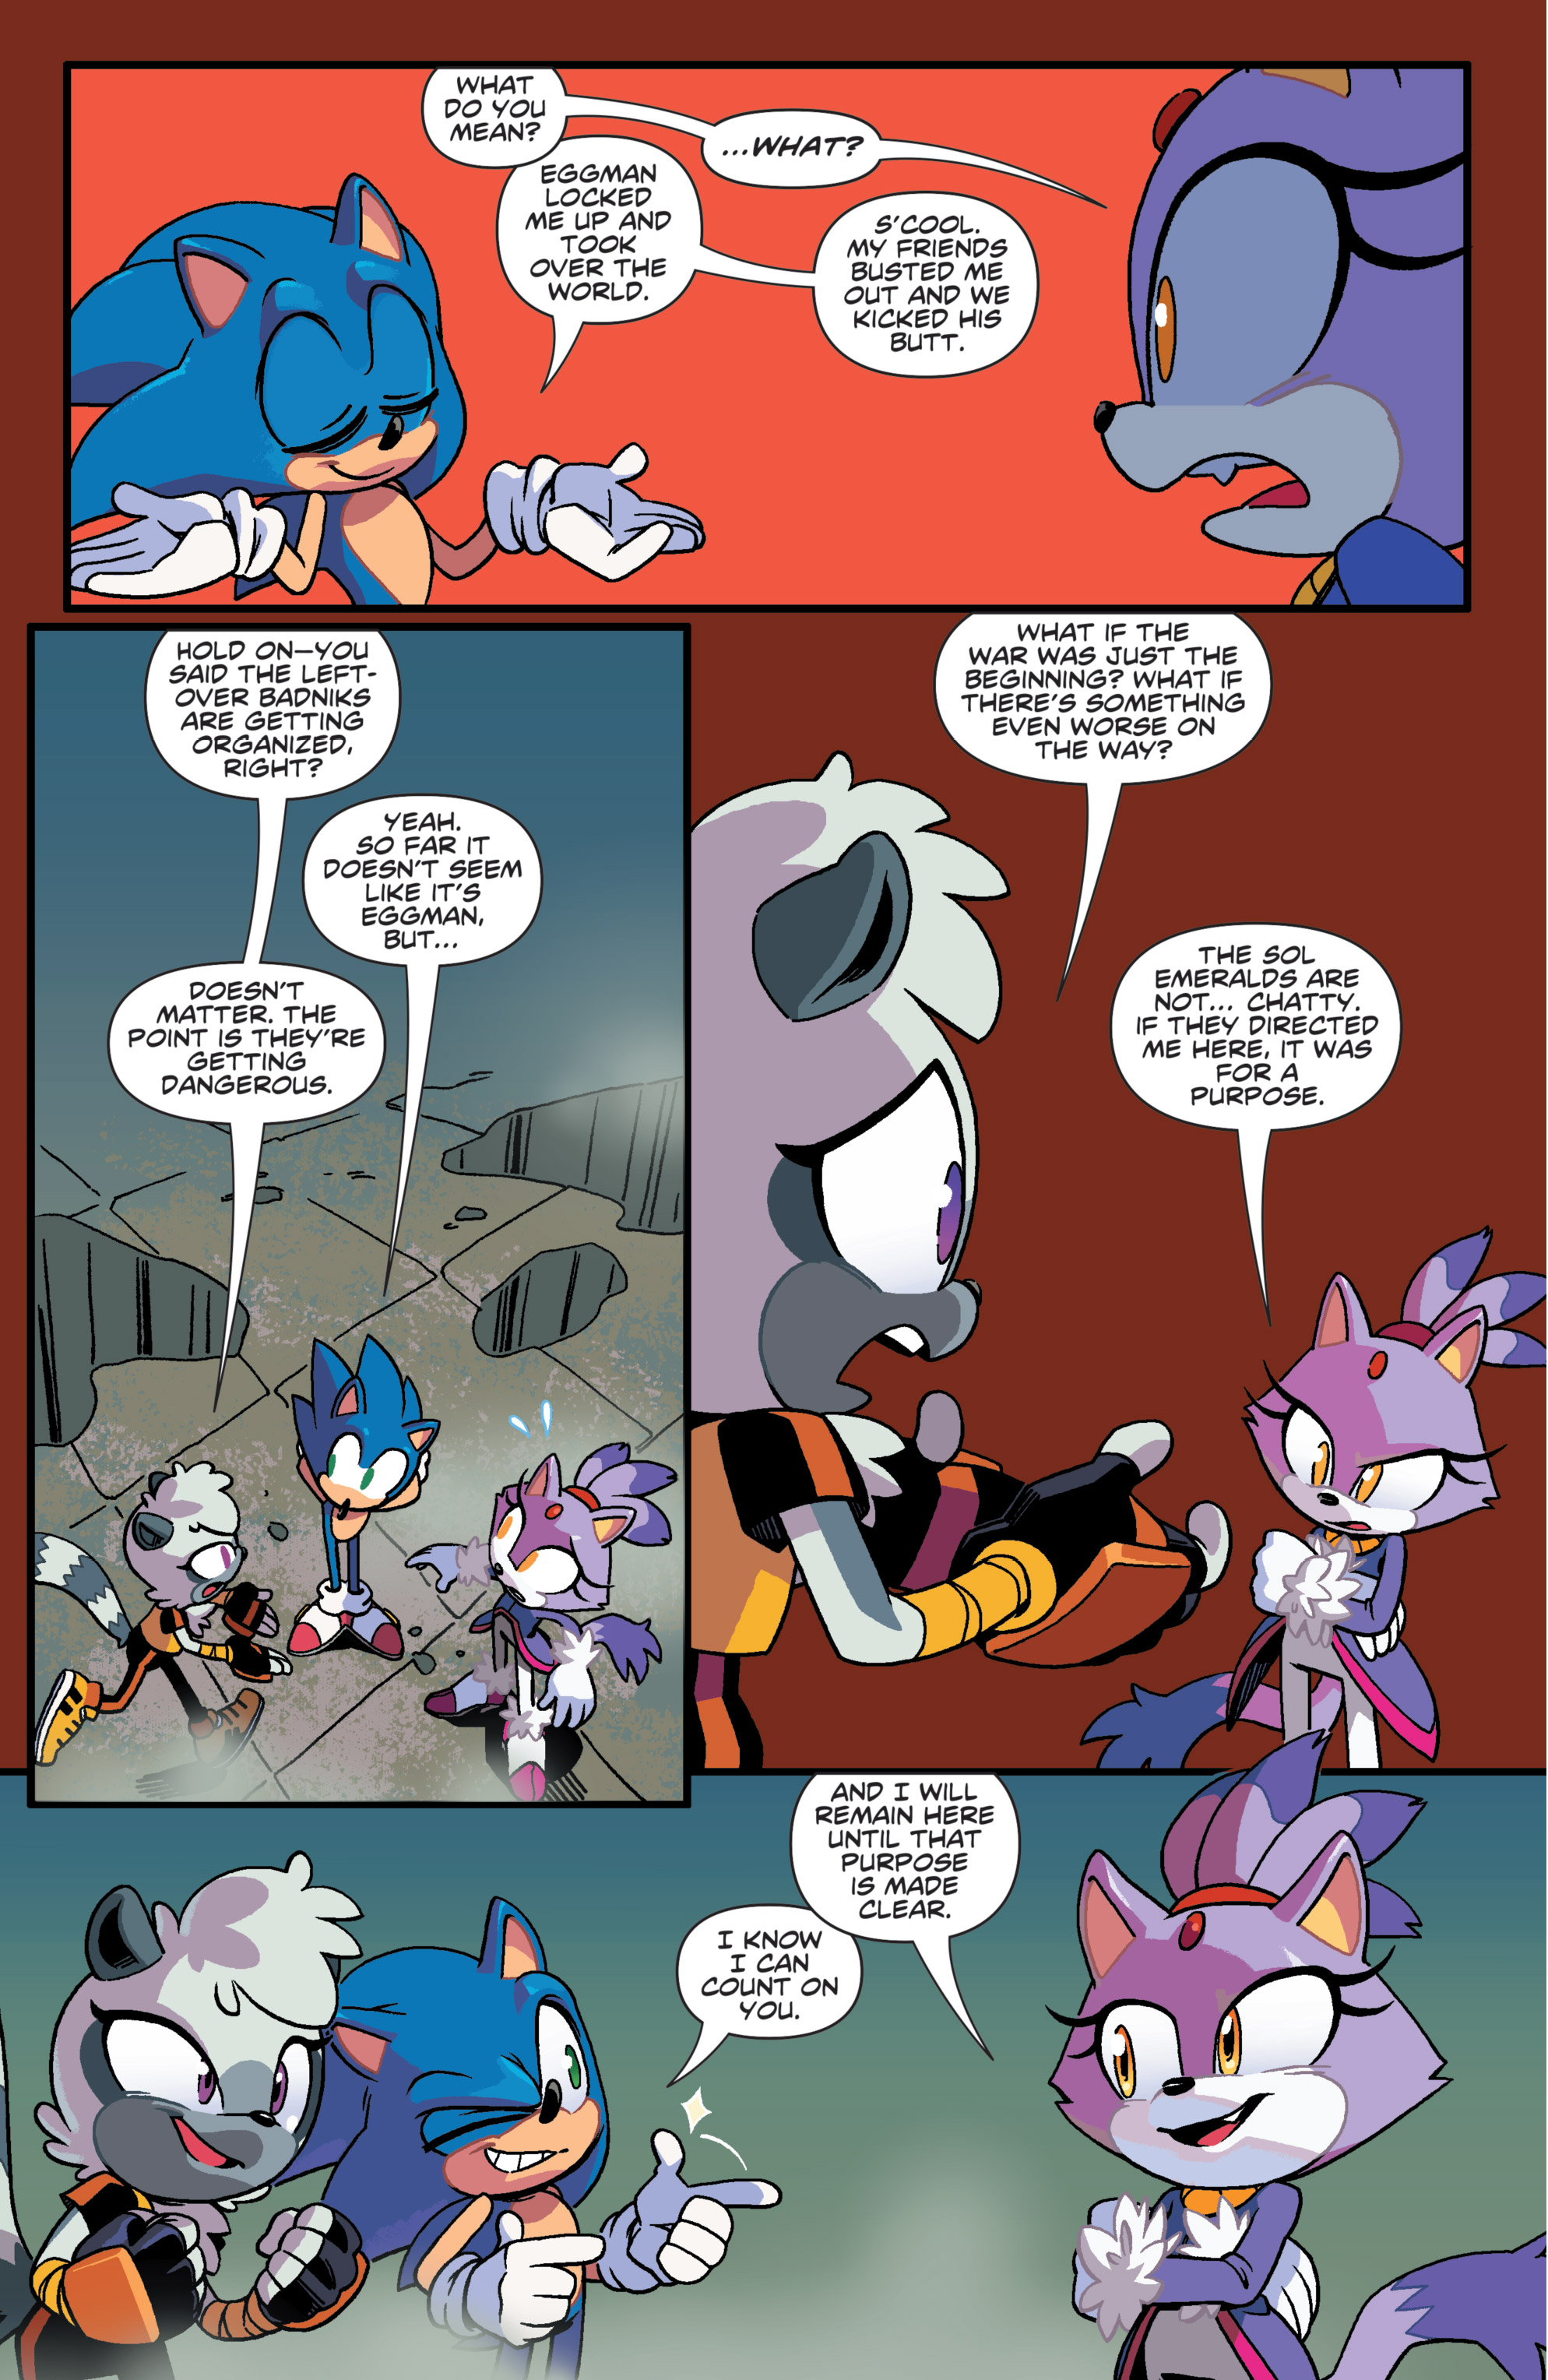 WHAT
DO YOU
MEAN?
...WHAT?
EGGMAN
LOCKED
ME UP AND
TOOK
OVER THE
WORLD.
S'COOL.
MY FRIENDS
BUSTED ME
OUT AND WE
KICKED HIS
BUTT.
HOLD ON—YOU
SAID THE LEFT-
OVER BADNIKS
ARE GETTING
ORGANIZED,
RIGHT?
YEAH.
SO FAR IT
DOESN'T SEEM
LIKE IT'S
EGGMAN,
BUT...
DOESN'T
MATTER. THE
POINT IS THEY'RE
GETTING
DANGEROUS.
WHAT IF THE
WAR WAS JUST THE
BEGINNING? WHAT IF
THERE'S SOMETHING
EVEN WORSE ON
THE WAY?
THE SOL
EMERALDS ARE
NOT... CHATTY.
IF THEY DIRECTED
ME HERE, IT WAS
FOR A
PURPOSE.
AND I WILL
REMAIN HERE
UNTIL THAT
PURPOSE
IS MADE
CLEAR.
I KNOW
I CAN
COUNT ON
YOU.